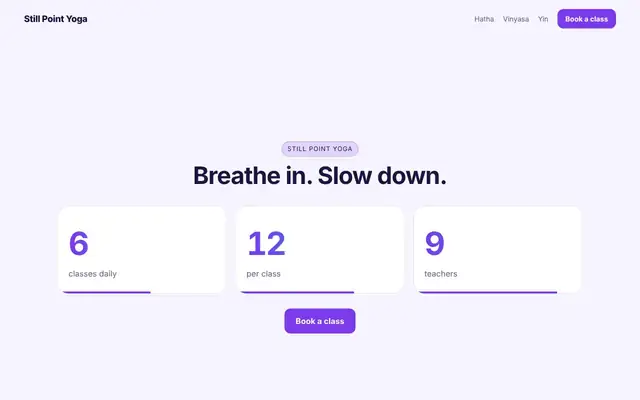 Still Point Yoga
Hatha Vinyasa Yin Book a class
STILL POINT YOGA
Breathe in. Slow down.
6
classes daily
12
per class
9
teachers
Book a class